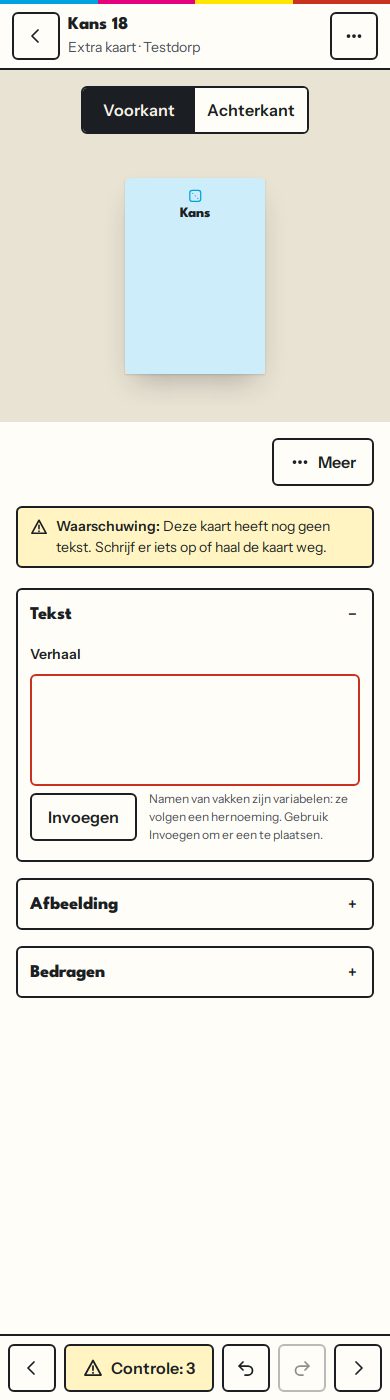 Kans 18
Extra kaart · Testdorp
Voorkant
Achterkant
Kans
Meer
Waarschuwing: Deze kaart heeft nog geen
tekst. Schrijf er iets op of haal de kaart weg.
Tekst
Verhaal
Invoegen
Namen van vakken zijn variabelen: ze
volgen een hernoeming. Gebruik
Invoegen om er een te plaatsen.
Afbeelding
Bedragen
Controle: 3